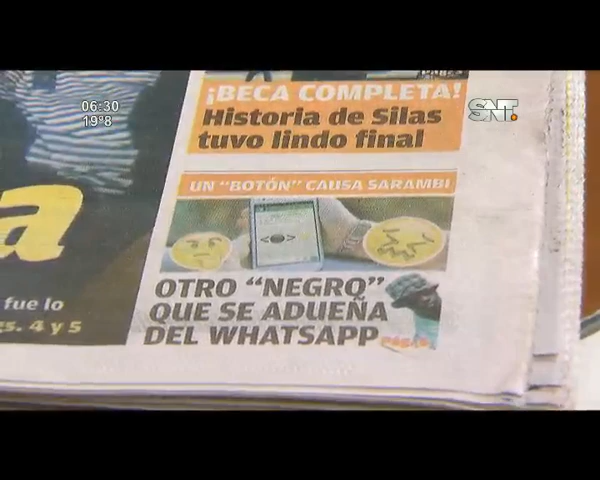 06:30
19°8
SNT.
¡BECA COMPLETA!
Historia de Silas
tuvo lindo final
UN "BOTÓN" CAUSA SARAMBI
a
OTRO "NEGRO"
QUE SE ADUEÑA
DEL WHATSAPP
fue lo
s. 4 y 5